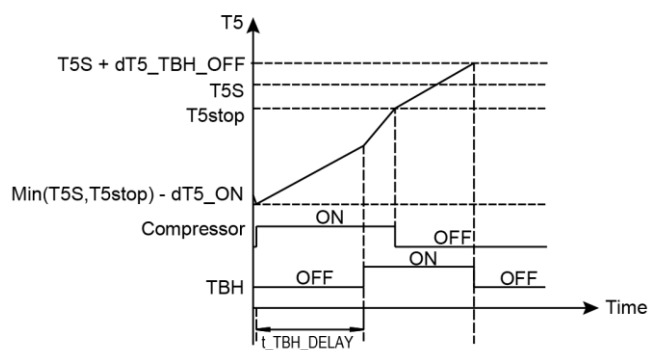 T5
T5S + dT5_TBH_OFF
T5S
T5stop
Min(T5S,T5stop) - dT5_ON
ON
Compressor
OFF
ON
TBH
OFF
OFF
Time
t_TBH_DELAY